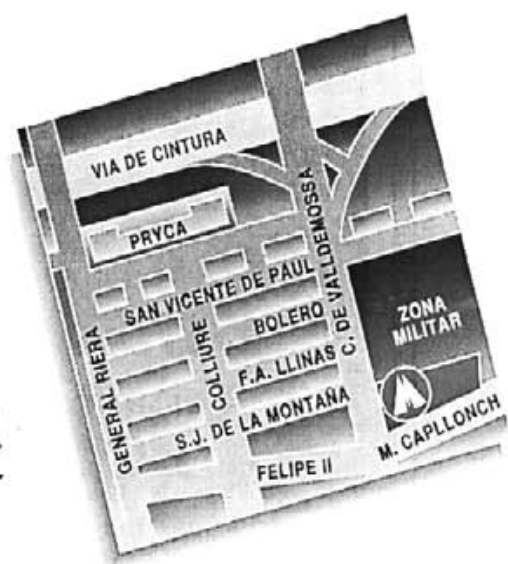 VIA DE CINTURA
PRYCA
SAN VICENTE DE PAUL
BOLERO
F.A. LLINAS
S.J. DE LA MONTAÑA
FELIPE II
GENERAL RIERA
COLLIURE
C. DE VALLDEMOSSA
ZONA
MILITAR
M. CAPLLONCH